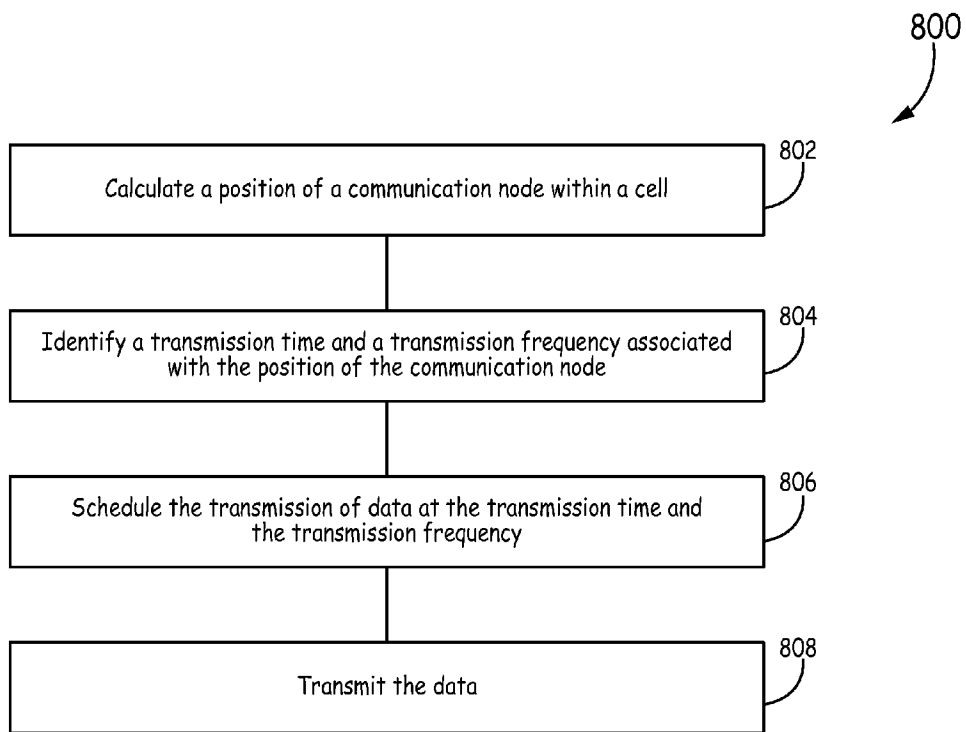 800
802
Calculate a position of a communication node within a cell
804
Identify a transmission time and a transmission frequency associated
with the position of the communication node
806
Schedule the transmission of data at the transmission time and
the transmission frequency
808
Transmit the data